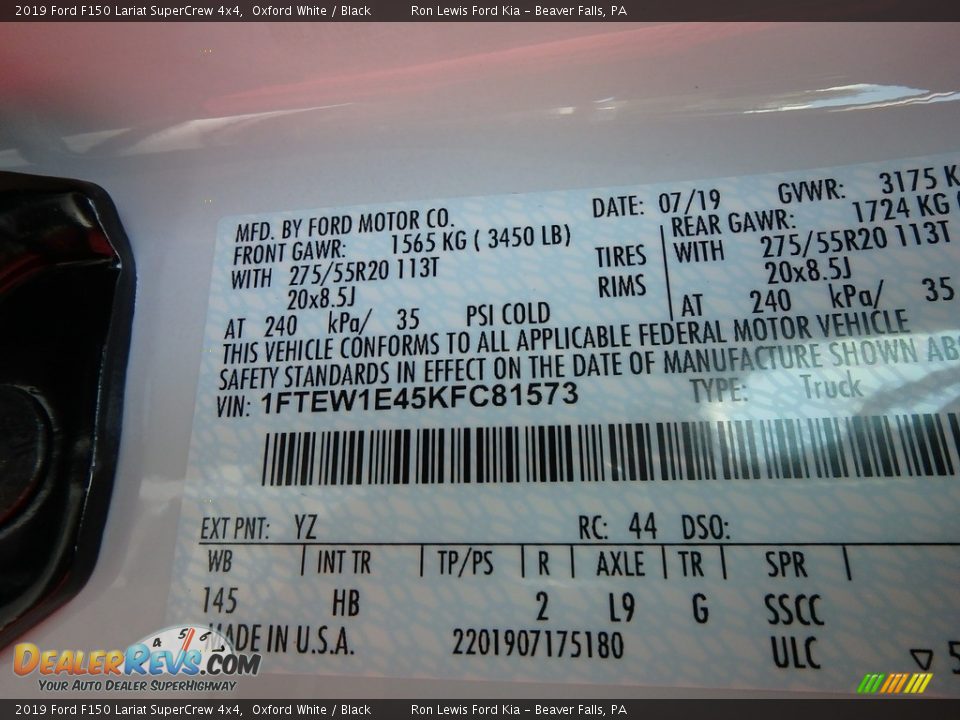 2019 Ford F150 Lariat SuperCrew 4x4, Oxford White / Black Ron Lewis Ford Kia - Beaver Falls, PA
MFD. BY FORD MOTOR CO. DATE: 07/19 GVWR: 3175 K
FRONT GAWR: 1565 KG ( 3450 LB) REAR GAWR: 1724 KG (
WITH 275/55R20 113T TIRES WITH 275/55R20 113T
20x8.5J RIMS 20x8.5J
AT 240 kPa/ 35 PSI COLD AT 240 kPa/ 35
THIS VEHICLE CONFORMS TO ALL APPLICABLE FEDERAL MOTOR VEHICLE
SAFETY STANDARDS IN EFFECT ON THE DATE OF MANUFACTURE SHOWN AB
VIN: 1FTEW1E45KFC81573 TYPE: Truck
EXT PNT: YZ RC: 44 DSO:
WB INT TR TP/PS R AXLE TR SPR
145 HB 2 L9 G SSCC
MADE IN U.S.A. 2201907175180 ULC 5
DEALERREVS.COM
4 5 6
YOUR AUTO DEALER SUPERHIGHWAY
2019 Ford F150 Lariat SuperCrew 4x4, Oxford White / Black Ron Lewis Ford Kia - Beaver Falls, PA